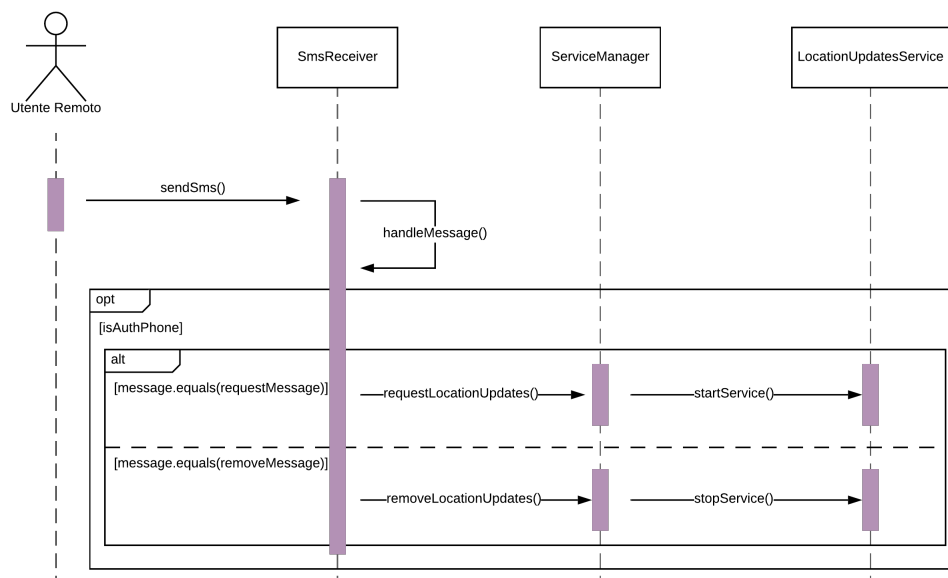 Utente Remoto
SmsReceiver
ServiceManager
LocationUpdatesService
sendSms()
handleMessage()
opt
[isAuthPhone]
alt
[message.equals(requestMessage)]
requestLocationUpdates()
startService()
[message.equals(removeMessage)]
removeLocationUpdates()
stopService()